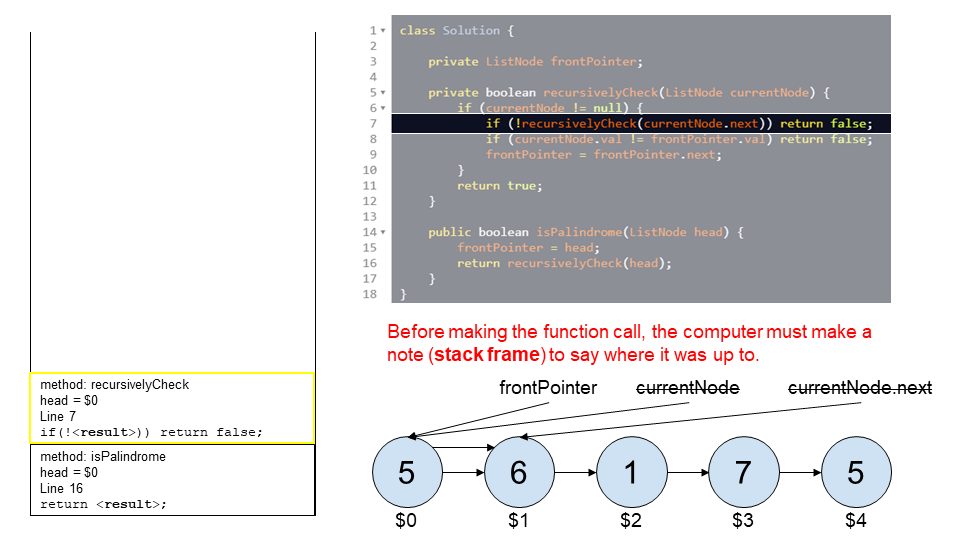 1 class Solution {
2
3 private ListNode frontPointer;
4
5 private boolean recursivelyCheck(ListNode currentNode) {
6 if (currentNode != null) {
7 if (!recursivelyCheck(currentNode.next)) return false;
8 if (currentNode.val != frontPointer.val) return false;
9 frontPointer = frontPointer.next;
10 }
11 return true;
12 }
13
14 public boolean isPalindrome(ListNode head) {
15 frontPointer = head;
16 return recursivelyCheck(head);
17 }
18 }
Before making the function call, the computer must make a
note (stack frame) to say where it was up to.
method: recursivelyCheck
head = $0
Line 7
if(!<result>)) return false;
method: isPalindrome
head = $0
Line 16
return <result>;
frontPointer currentNode currentNode.next
5 6 1 7 5
$0 $1 $2 $3 $4